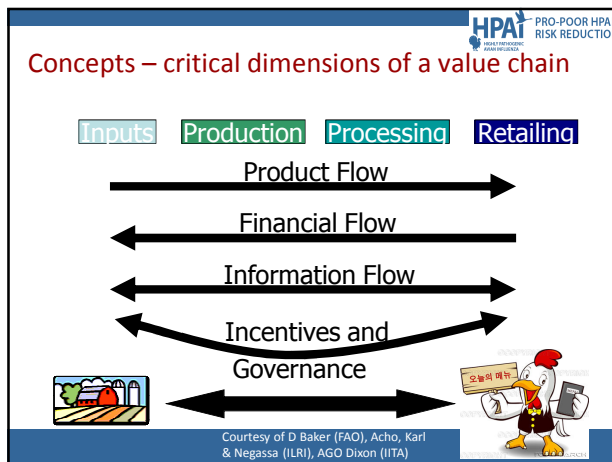 HPAI
HIGHLY PATHOGENIC
AVIAN INFLUENZA
PRO-POOR HPA
RISK REDUCTIO
Concepts – critical dimensions of a value chain
Inputs Production Processing Retailing
Product Flow
Financial Flow
Information Flow
Incentives and
Governance
오늘의 메뉴
Courtesy of D Baker (FAO), Acho, Karl
& Negassa (ILRI), AGO Dixon (IITA)